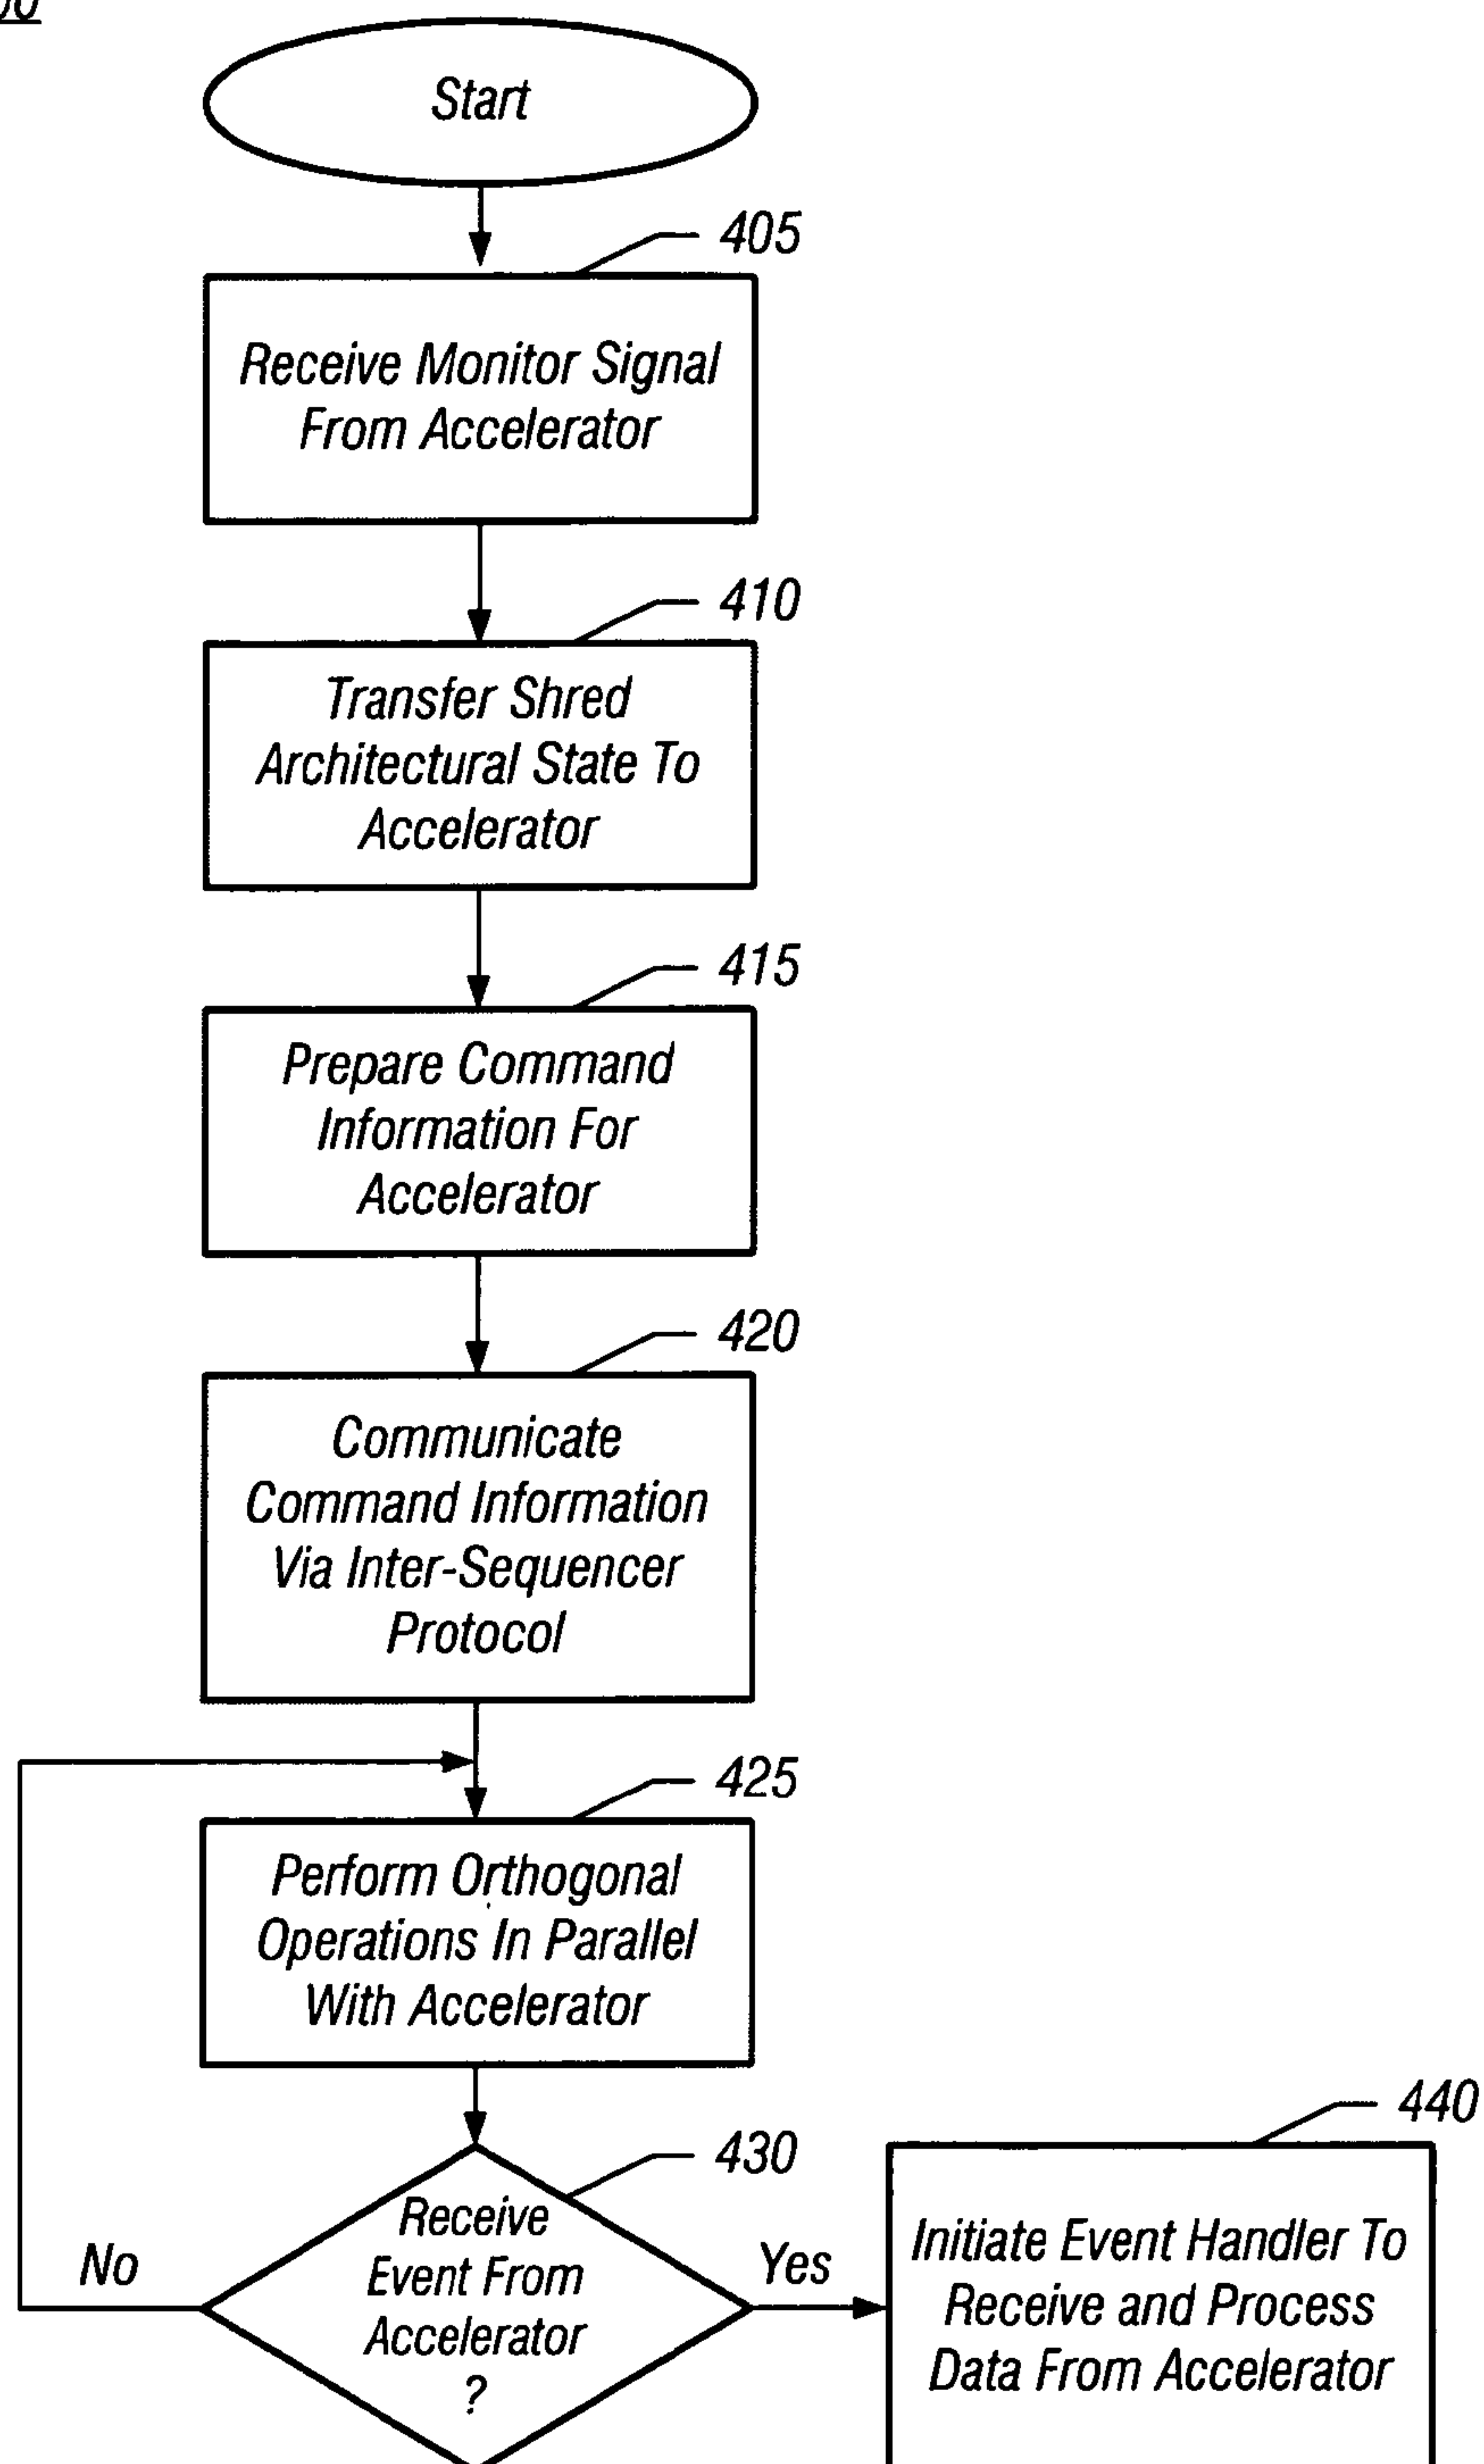 Start
405
Receive Monitor Signal
From Accelerator
410
Transfer Shred
Architectural State To
Accelerator
415
Prepare Command
Information For
Accelerator
420
Communicate
Command Information
Via Inter-Sequencer
Protocol
425
Perform Orthogonal
Operations In Parallel
With Accelerator
430
Receive
Event From
Accelerator
?
No
Yes
440
Initiate Event Handler To
Receive and Process
Data From Accelerator